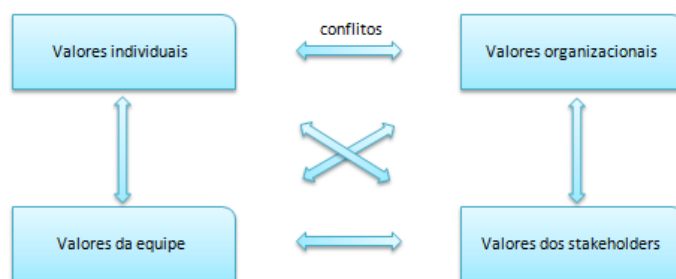 conflitos
Valores individuais
Valores organizacionais
Valores da equipe
Valores dos stakeholders